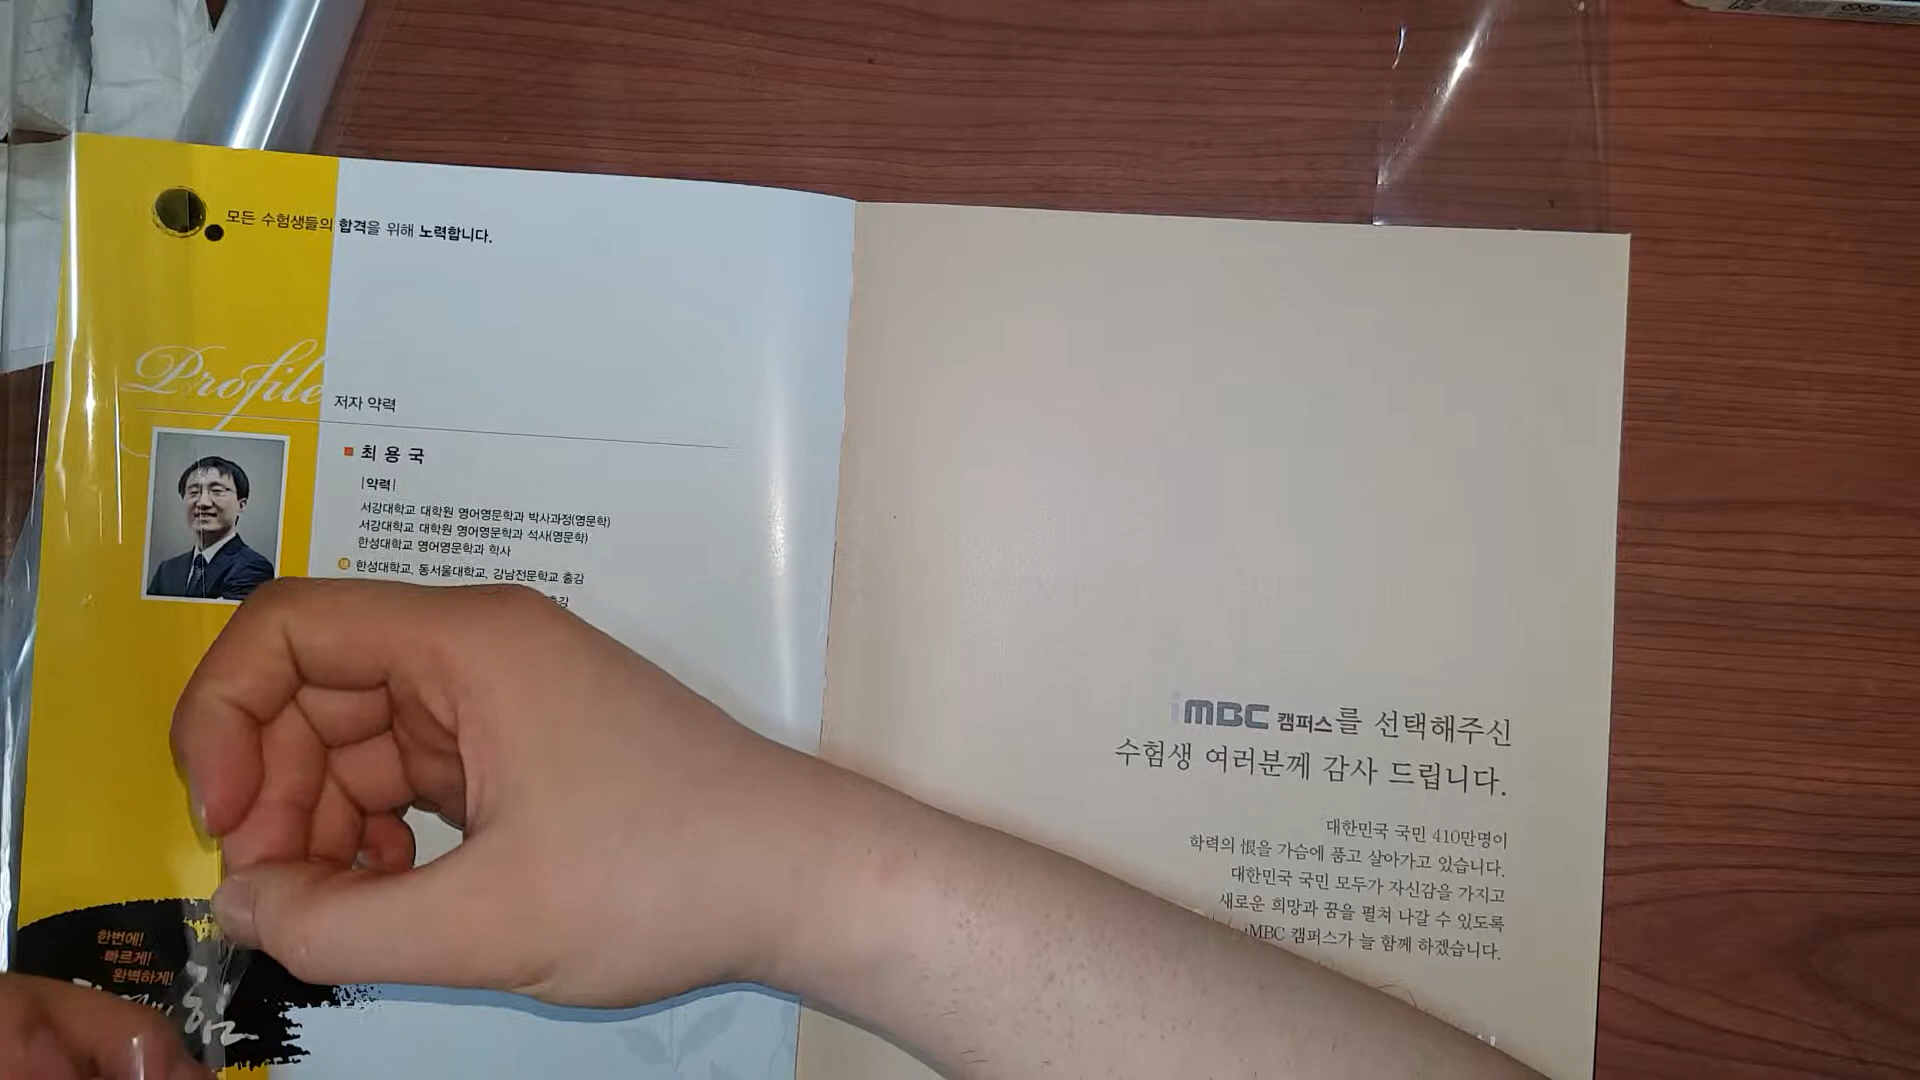 모든 수험생들의 합격을 위해 노력합니다.
Profile
저자 약력
최용국
|약력|
서강대학교 대학원 영어영문학과 박사과정(영문학)
서강대학교 대학원 영어영문학과 석사(영문학)
한성대학교 영어영문학과 학사
한성대학교, 동서울대학교, 강남전문학교 출강
출강
한번에!
빠르게!
완벽하게!
힘
iMBC 캠퍼스를 선택해주신
수험생 여러분께 감사 드립니다.
대한민국 국민 410만명이
학력의 恨을 가슴에 품고 살아가고 있습니다.
대한민국 국민 모두가 자신감을 가지고
새로운 희망과 꿈을 펼쳐 나갈 수 있도록
iMBC 캠퍼스가 늘 함께 하겠습니다.